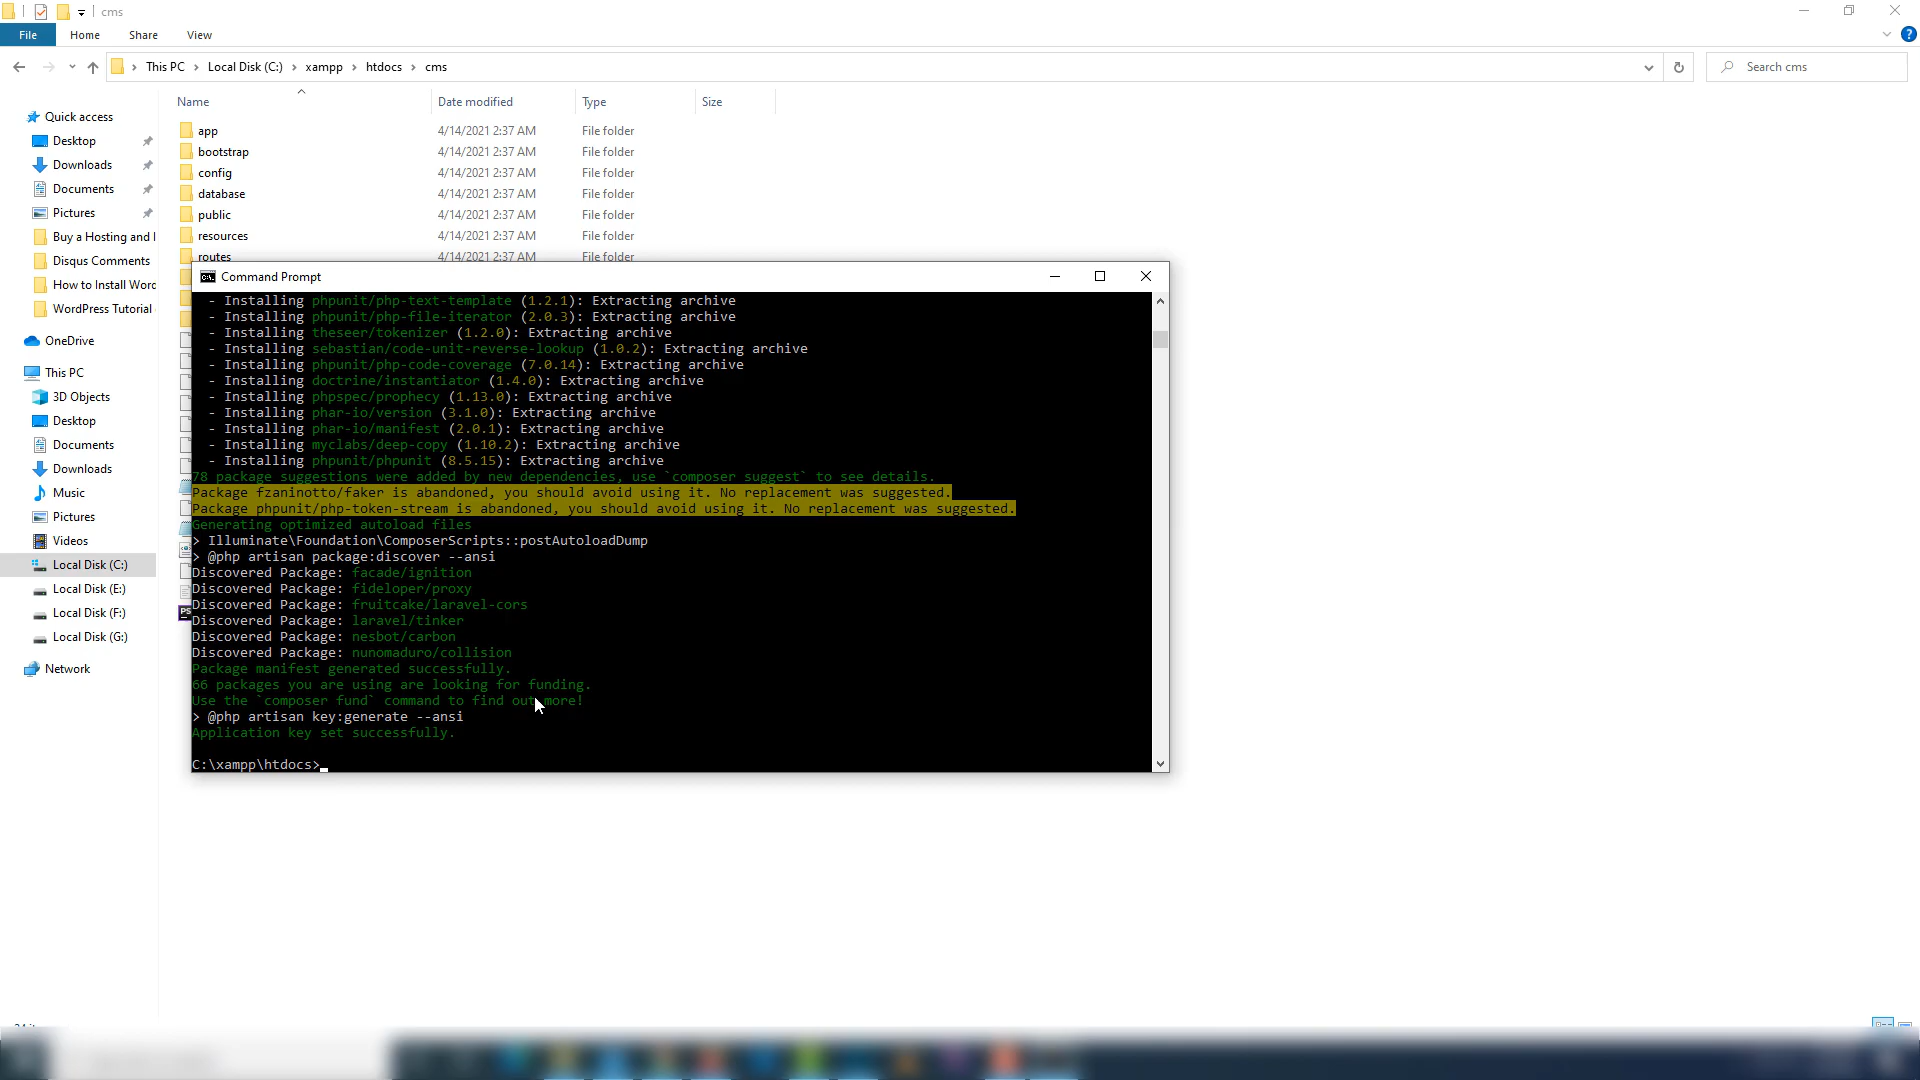 cms
File
Home
Share
View
This PC
Local Disk (C:)
xampp
htdocs
cms
Search cms
Name
Date modified
Type
Size
Quick access
Desktop
Downloads
Documents
Pictures
Buy a Hosting and
Disqus Comments
How to Install Word
WordPress Tutorial
OneDrive
This PC
3D Objects
Desktop
Documents
Downloads
Music
Pictures
Videos
Local Disk (C:)
Local Disk (E:)
Local Disk (F:)
Local Disk (G:)
Network
app 4/14/2021 2:37 AM File folder
bootstrap 4/14/2021 2:37 AM File folder
config 4/14/2021 2:37 AM File folder
database 4/14/2021 2:37 AM File folder
public 4/14/2021 2:37 AM File folder
resources 4/14/2021 2:37 AM File folder
routes 4/14/2021 2:37 AM File folder
Command Prompt
- Installing phpunit/php-text-template (1.2.1): Extracting archive
- Installing phpunit/php-file-iterator (2.0.3): Extracting archive
- Installing theseer/tokenizer (1.2.0): Extracting archive
- Installing sebastian/code-unit-reverse-lookup (1.0.2): Extracting archive
- Installing phpunit/php-code-coverage (7.0.14): Extracting archive
- Installing doctrine/instantiator (1.4.0): Extracting archive
- Installing phpspec/prophecy (1.13.0): Extracting archive
- Installing phar-io/version (3.1.0): Extracting archive
- Installing phar-io/manifest (2.0.1): Extracting archive
- Installing myclabs/deep-copy (1.10.2): Extracting archive
- Installing phpunit/phpunit (8.5.15): Extracting archive
78 package suggestions were added by new dependencies, use `composer suggest` to see details.
Package fzaninotto/faker is abandoned, you should avoid using it. No replacement was suggested.
Package phpunit/php-token-stream is abandoned, you should avoid using it. No replacement was suggested.
Generating optimized autoload files
> Illuminate\Foundation\ComposerScripts::postAutoloadDump
> @php artisan package:discover --ansi
Discovered Package: facade/ignition
Discovered Package: fideloper/proxy
Discovered Package: fruitcake/laravel-cors
Discovered Package: laravel/tinker
Discovered Package: nesbot/carbon
Discovered Package: nunomaduro/collision
Package manifest generated successfully.
66 packages you are using are looking for funding.
Use the `composer fund` command to find out more!
> @php artisan key:generate --ansi
Application key set successfully.
C:\xampp\htdocs>